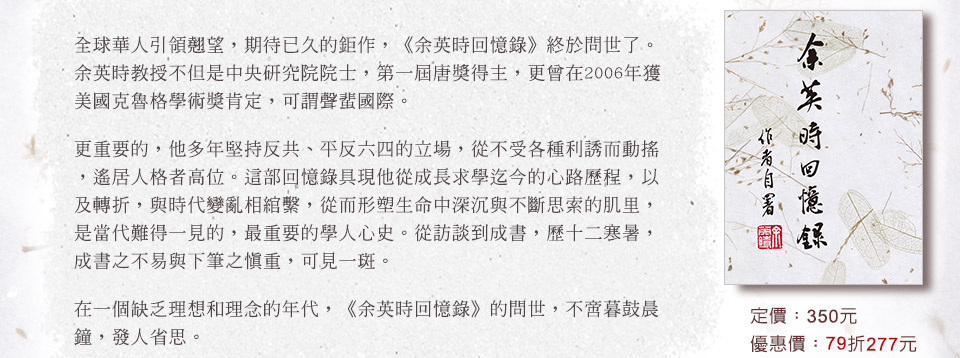 全球華人引領翹望，期待已久的鉅作，《余英時回憶錄》終於問世了。
余英時教授不但是中央研究院院士，第一屆唐獎得主，更曾在2006年獲
美國克魯格學術獎肯定，可謂聲蜚國際。
更重要的，他多年堅持反共、平反六四的立場，從不受各種利誘而動搖
，遙居人格者高位。這部回憶錄具現他從成長求學迄今的心路歷程，以
及轉折，與時代變亂相綰繫，從而形塑生命中深沉與不斷思索的肌里，
是當代難得一見的，最重要的學人心史。從訪談到成書，歷十二寒暑，
成書之不易與下筆之慎重，可見一斑。
在一個缺乏理想和理念的年代，《余英時回憶錄》的問世，不啻暮鼓晨
鐘，發人省思。
余英時回憶錄
作者自署
定價：350元
優惠價：79折277元